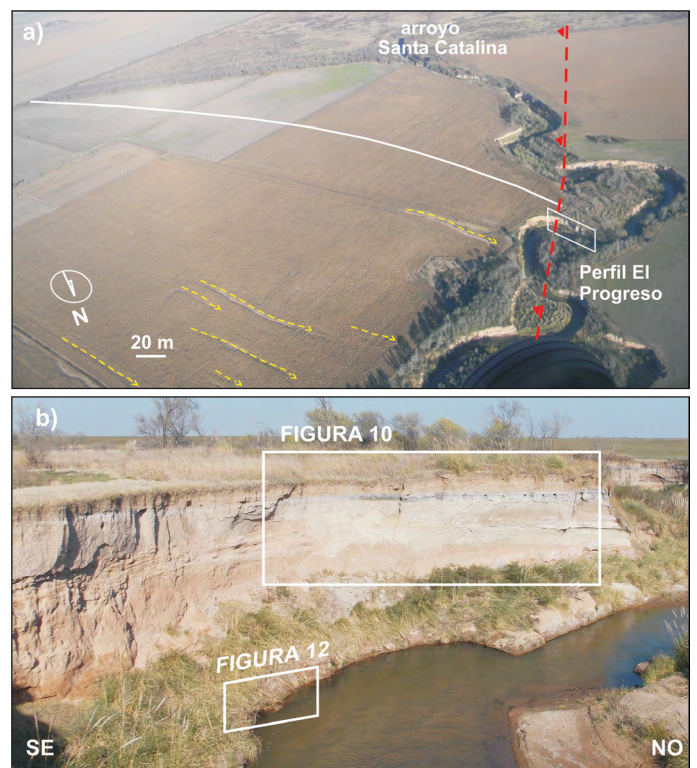 a)
arroyo
Santa Catalina
Perfil El
Progreso
N
20 m
b)
FIGURA 10
FIGURA 12
SE
NO